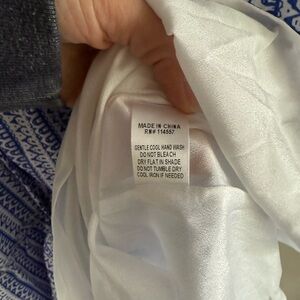 MADE IN CHINA
RN# 114557
GENTLE COOL HAND WASH
DO NOT BLEACH
DRY FLAT IN SHADE
DO NOT TUMBLE DRY
COOL IRON IF NEEDED